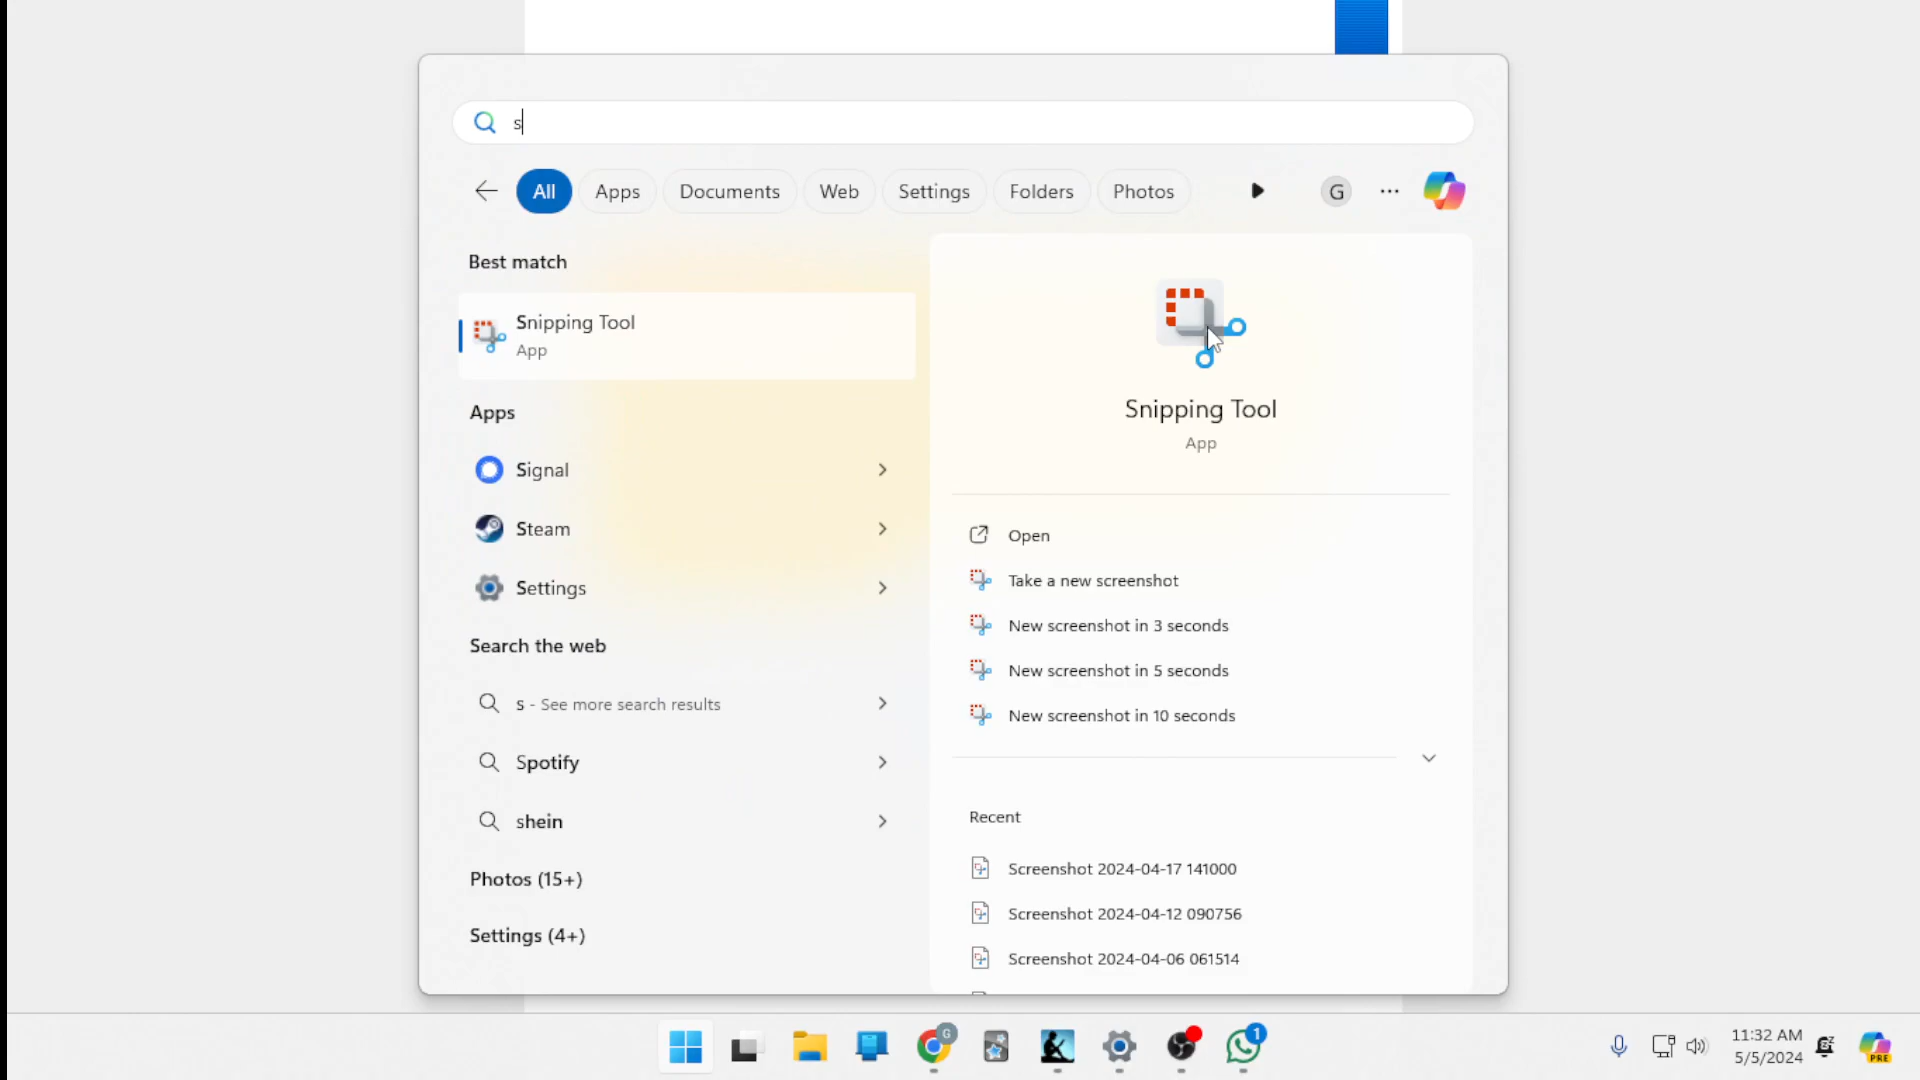 s
All
Apps
Documents
Web
Settings
Folders
Photos
G
Best match
Snipping Tool
App
Apps
Signal
Steam
Settings
Search the web
s - See more search results
Spotify
shein
Photos (15+)
Settings (4+)
Snipping Tool
App
Open
Take a new screenshot
New screenshot in 3 seconds
New screenshot in 5 seconds
New screenshot in 10 seconds
Recent
Screenshot 2024-04-17 141000
Screenshot 2024-04-12 090756
Screenshot 2024-04-06 061514
G
1
11:32 AM
5/5/2024
PRE